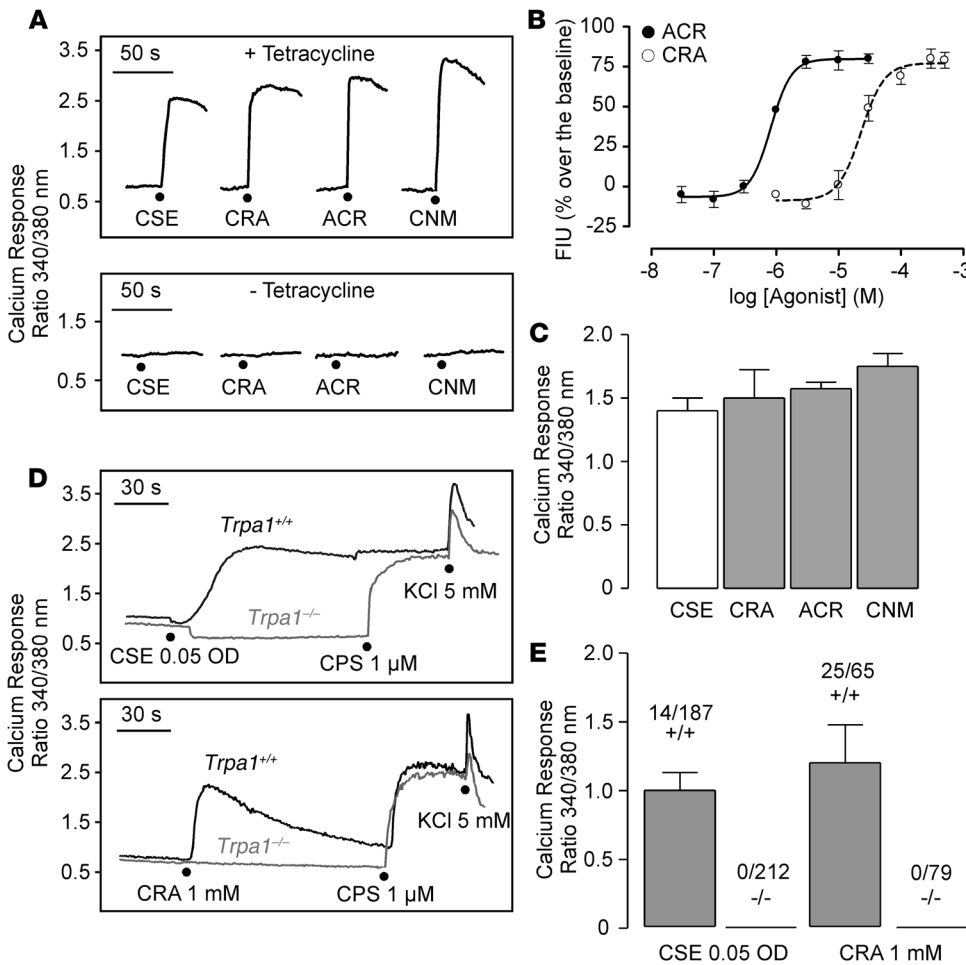 A
50 s
+ Tetracycline
3.5
2.5
1.5
0.5
CSE
CRA
ACR
CNM
50 s
- Tetracycline
1.5
0.5
CSE
CRA
ACR
CNM
Calcium Response
Ratio 340/380 nm
B
ACR
CRA
100
75
50
25
0
-25
FIU (% over the baseline)
-8
-7
-6
-5
-4
-3
log [Agonist] (M)
C
2.0
1.5
1.0
0.5
0
Calcium Response
Ratio 340/380 nm
CSE
CRA
ACR
CNM
D
30 s
3.5
2.5
1.5
0.5
Calcium Response
Ratio 340/380 nm
Trpa1+/+
Trpa1–/–
KCl 5 mM
CSE 0.05 OD
CPS 1 µM
30 s
3.5
2.5
1.5
0.5
Calcium Response
Ratio 340/380 nm
Trpa1+/+
Trpa1–/–
KCl 5 mM
CRA 1 mM
CPS 1 µM
E
2.0
1.5
1.0
0.5
0
Calcium Response
Ratio 340/380 nm
14/187
+/+
0/212
-/-
25/65
+/+
0/79
-/-
CSE 0.05 OD
CRA 1 mM